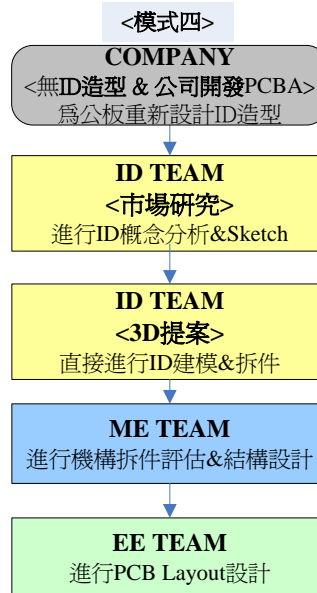 <模式四>
COMPANY
<無ID造型 & 公司開發PCBA>
爲公板重新設計ID造型
ID TEAM
<市場研究>
進行ID概念分析&Sketch
ID TEAM
<3D提案>
直接進行ID建模&拆件
ME TEAM
進行機構拆件評估&結構設計
EE TEAM
進行PCB Layout設計